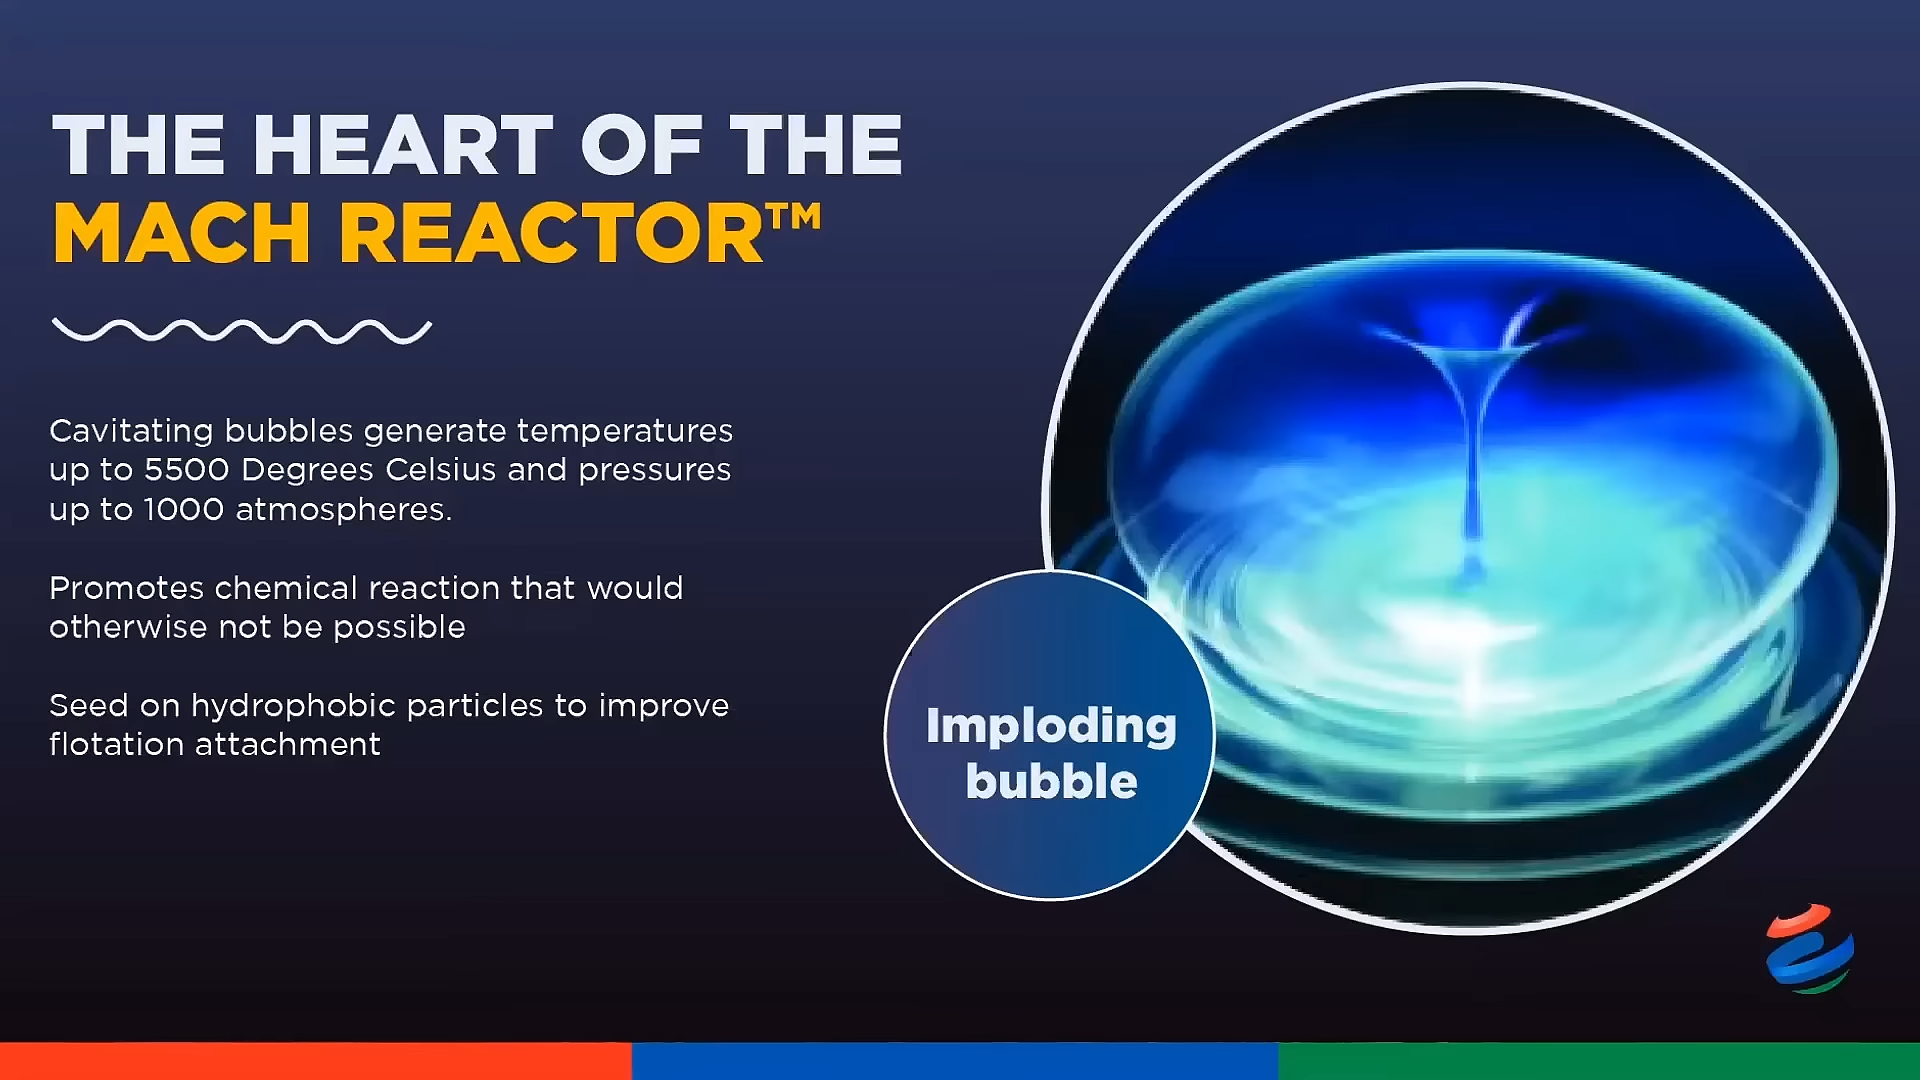 THE HEART OF THE
MACH REACTOR™
Cavitating bubbles generate temperatures
up to 5500 Degrees Celsius and pressures
up to 1000 atmospheres.
Promotes chemical reaction that would
otherwise not be possible
Seed on hydrophobic particles to improve
flotation attachment
Imploding
bubble